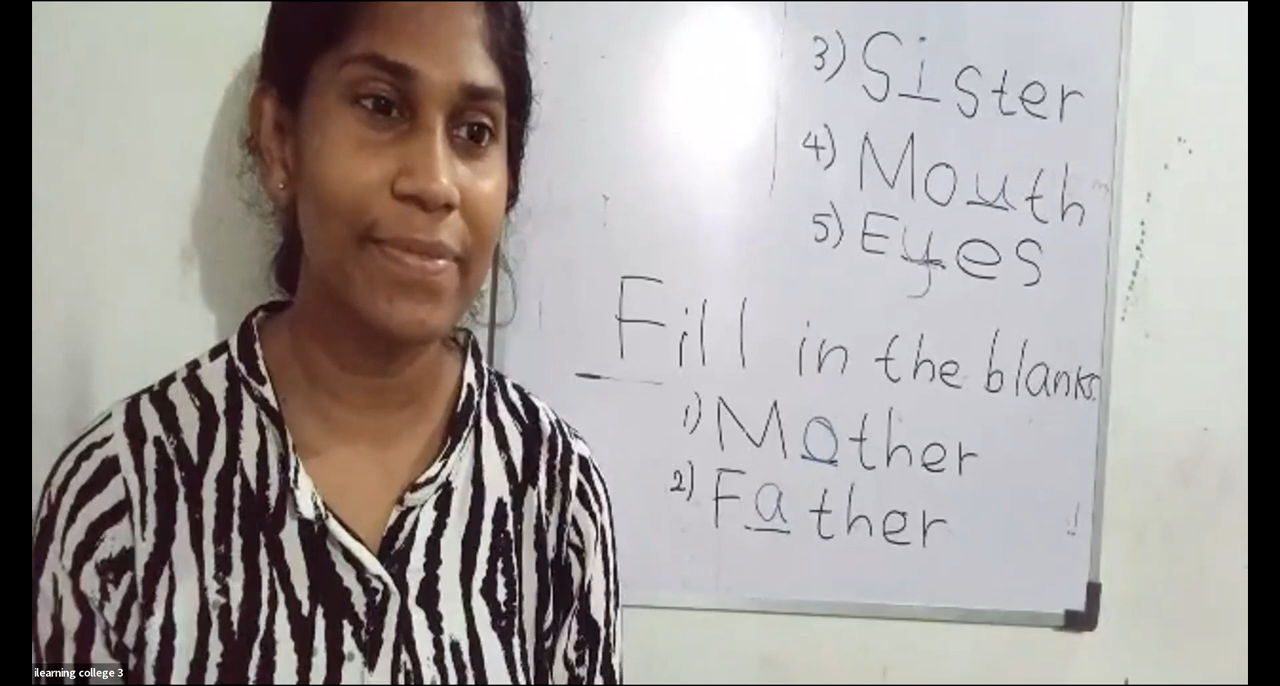 3) Sister
4) Mouth
5) Eyes
Fill in the blanks.
1) Mother
2) Father
ilearning college 3